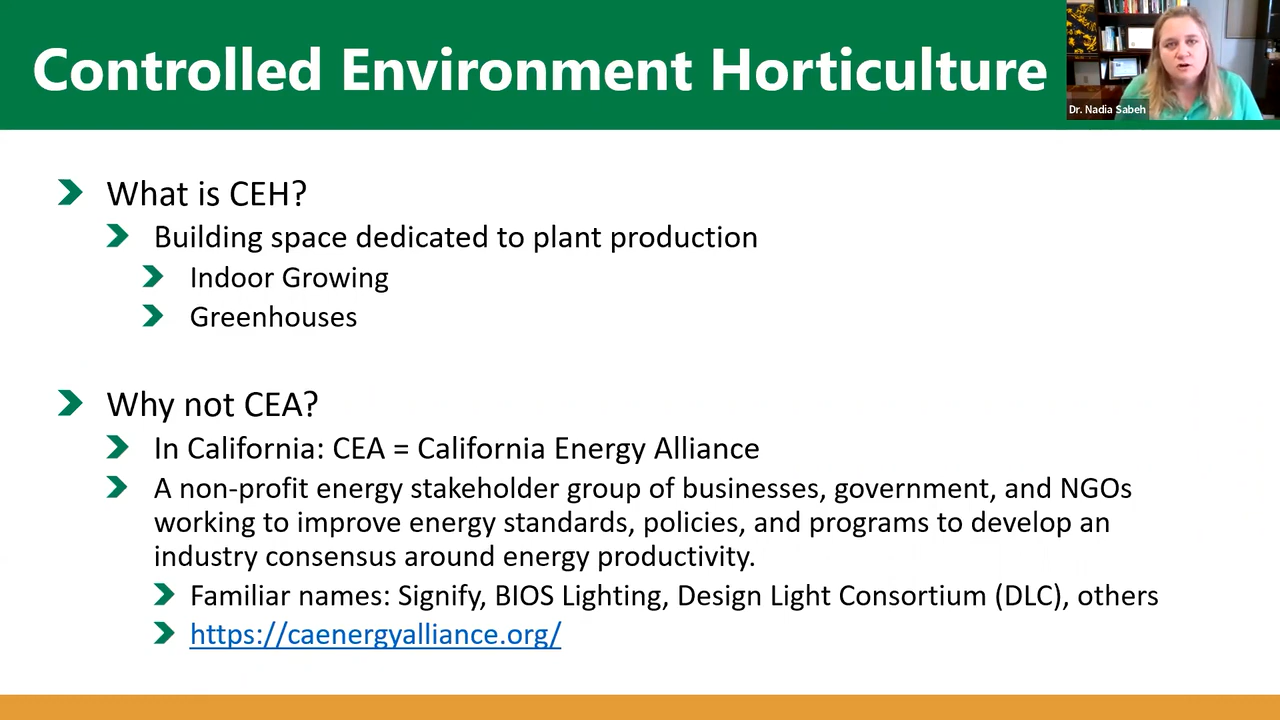 Controlled Environment Horticulture
Dr. Nadia Sabeh
What is CEH?
Building space dedicated to plant production
Indoor Growing
Greenhouses
Why not CEA?
In California: CEA = California Energy Alliance
A non-profit energy stakeholder group of businesses, government, and NGOs
working to improve energy standards, policies, and programs to develop an
industry consensus around energy productivity.
Familiar names: Signify, BIOS Lighting, Design Light Consortium (DLC), others
https://caenergyalliance.org/